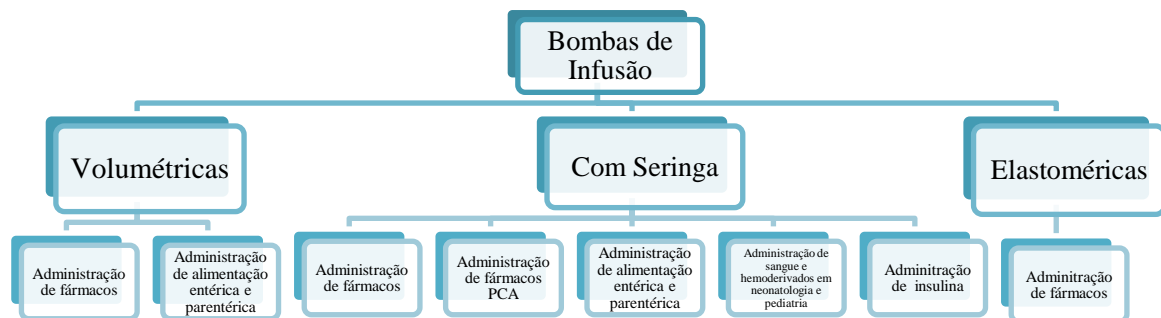 Bombas de
Infusão
Volumétricas
Com Seringa
Elastoméricas
Administração
de fármacos
Administração
de alimentação
entérica e
parentérica
Administração
de fármacos
Administração
de fármacos
PCA
Administração
de alimentação
entérica e
parentérica
Administração de
sangue e
hemoderivados em
neonatologia e
pediatria
Adminitração
de insulina
Adminitração
de fármacos